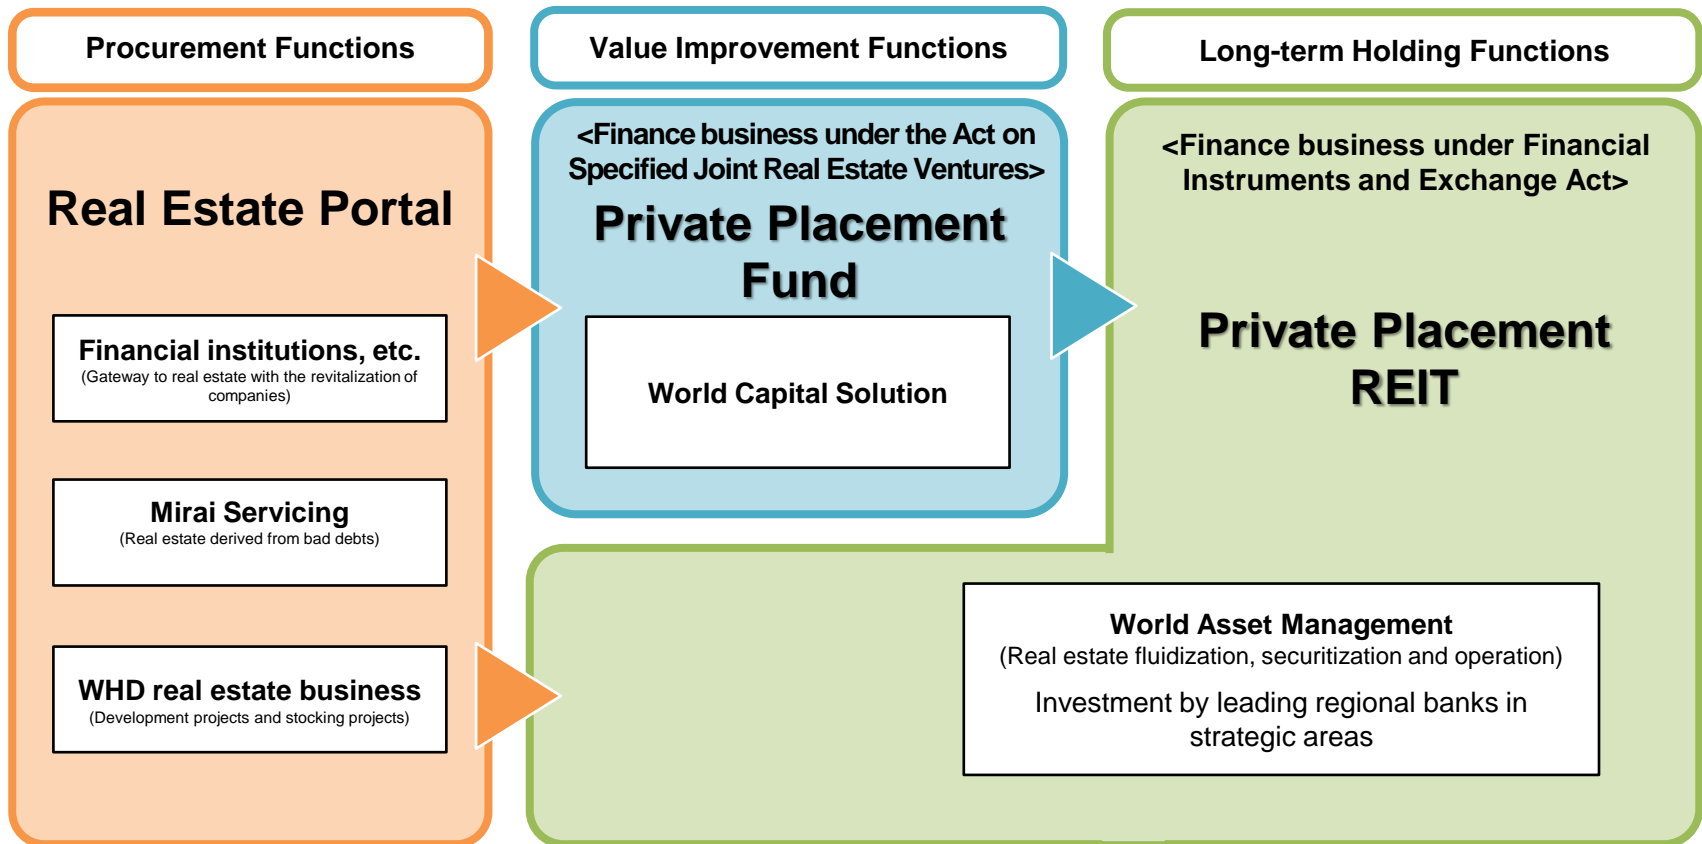 Procurement Functions
Value Improvement Functions
Long-term Holding Functions
Real Estate Portal
Financial institutions, etc.
(Gateway to real estate with the revitalization of
companies)
Mirai Servicing
(Real estate derived from bad debts)
WHD real estate business
(Development projects and stocking projects)
<Finance business under the Act on
Specified Joint Real Estate Ventures>
Private Placement
Fund
World Capital Solution
<Finance business under Financial
Instruments and Exchange Act>
Private Placement
REIT
World Asset Management
(Real estate fluidization, securitization and operation)
Investment by leading regional banks in
strategic areas